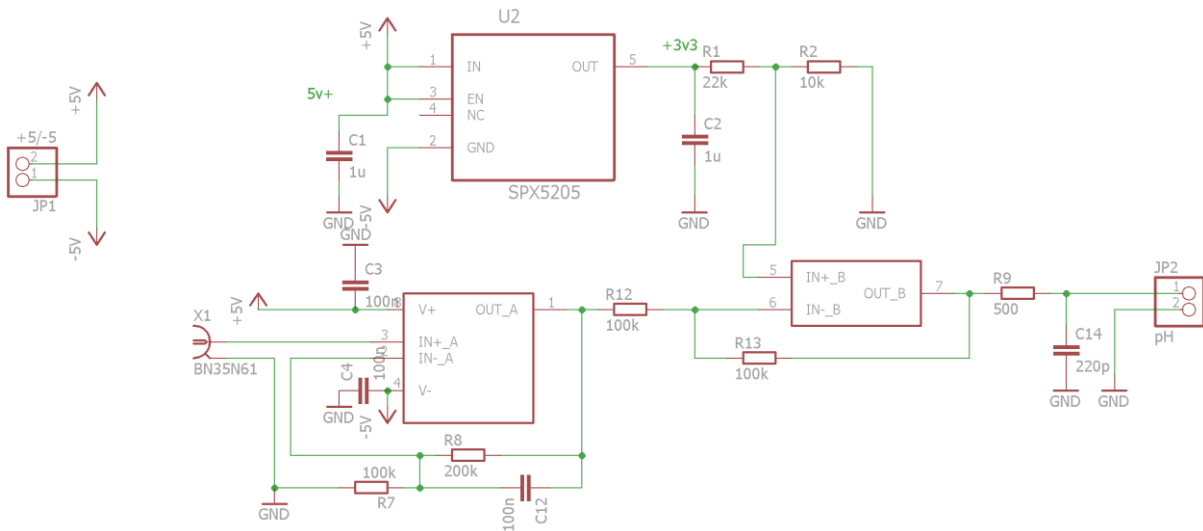 U2
+5V
+3v3
R1
R2
1
IN
OUT
5
22k
10k
5v+
3
EN
4
NC
+5V
C1
1u
C2
1u
2
GND
+5/-5
2
1
JP1
SPX5205
-5V
GND
GND
-5V
GND
GND
C3
100n
IN+_B
5
JP2
OUT_B
7
R9
1
2
500
pH
+5V
8
V+
OUT_A
1
R12
100k
6
IN-_B
X1
3
IN+_A
2
IN-_A
BN35N61
100n
C4
4
V-
R13
100k
C14
220p
GND
-5V
GND
GND
R8
200k
100k
R7
100n
C12
GND